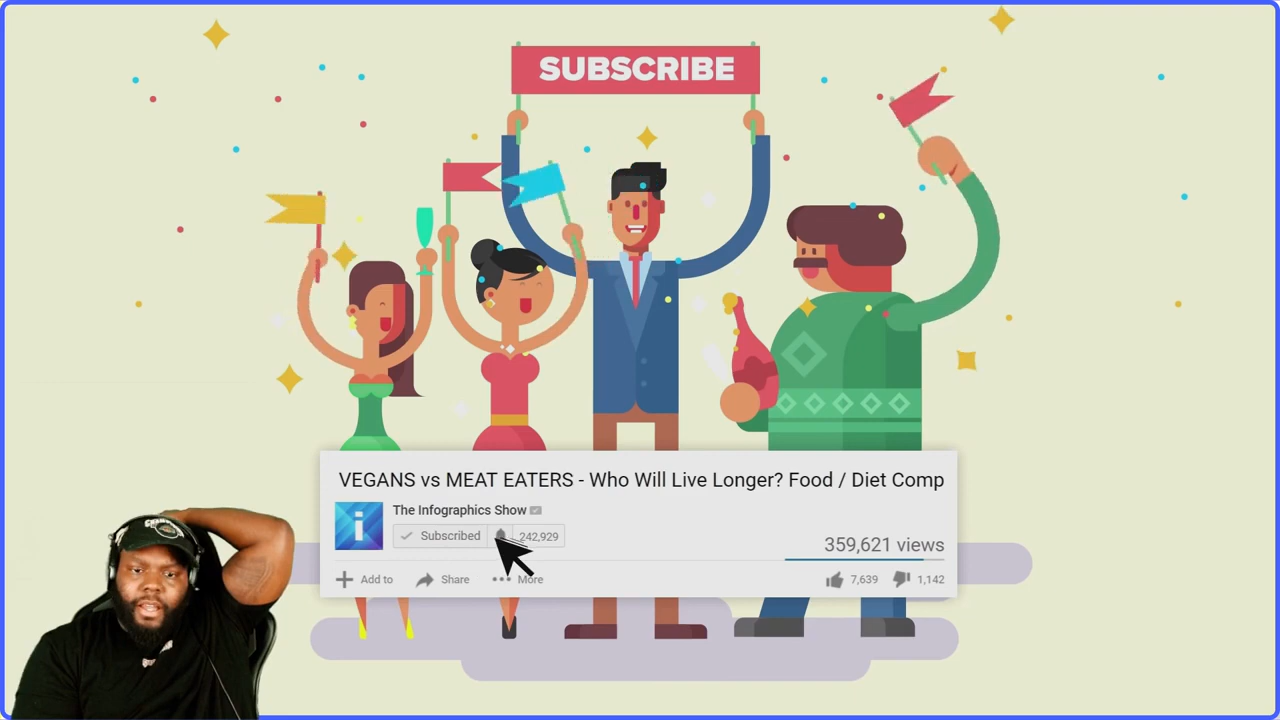 SUBSCRIBE
VEGANS vs MEAT EATERS - Who Will Live Longer? Food / Diet Comp
The Infographics Show
Subscribed 242,929
359,621 views
Add to Share More 7,639 1,142